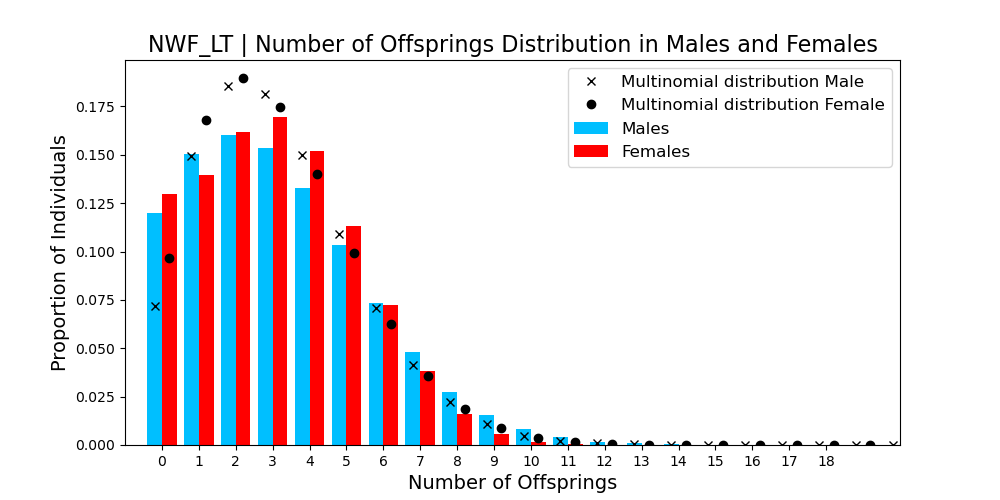 NWF_LT | Number of Offsprings Distribution in Males and Females
Multinomial distribution Male
Multinomial distribution Female
Males
Females
Proportion of Individuals
0.175
0.150
0.125
0.100
0.075
0.050
0.025
0.000
0 1 2 3 4 5 6 7 8 9 10 11 12 13 14 15 16 17 18
Number of Offsprings